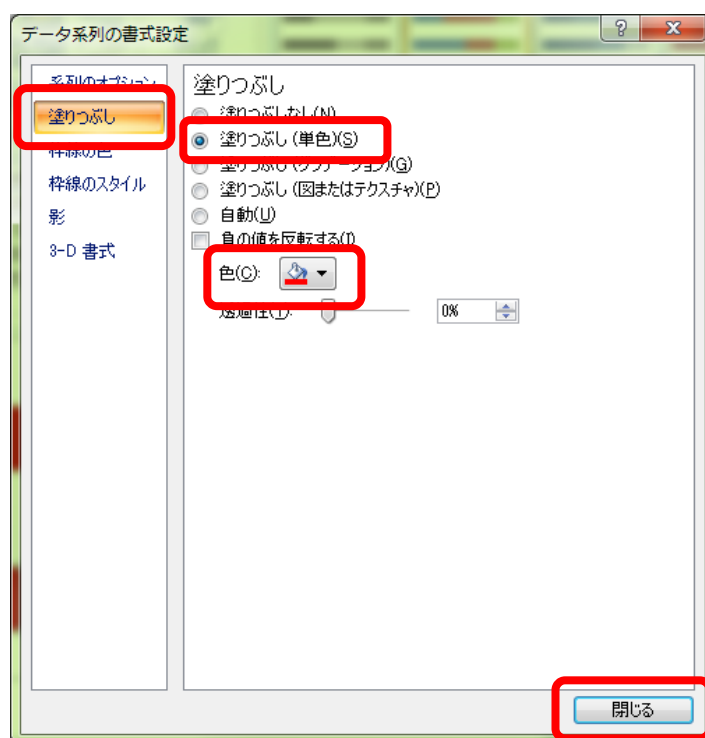 データ系列の書式設定
系列のオプション
塗りつぶし
枠線の色
枠線のスタイル
影
3-D 書式
塗りつぶし
塗りつぶしなし(N)
塗りつぶし (単色)(S)
塗りつぶし (グラデーション)(G)
塗りつぶし (図またはテクスチャ)(P)
自動(U)
負の値を反転する(I)
色(C):
透過性(T):
0%
閉じる